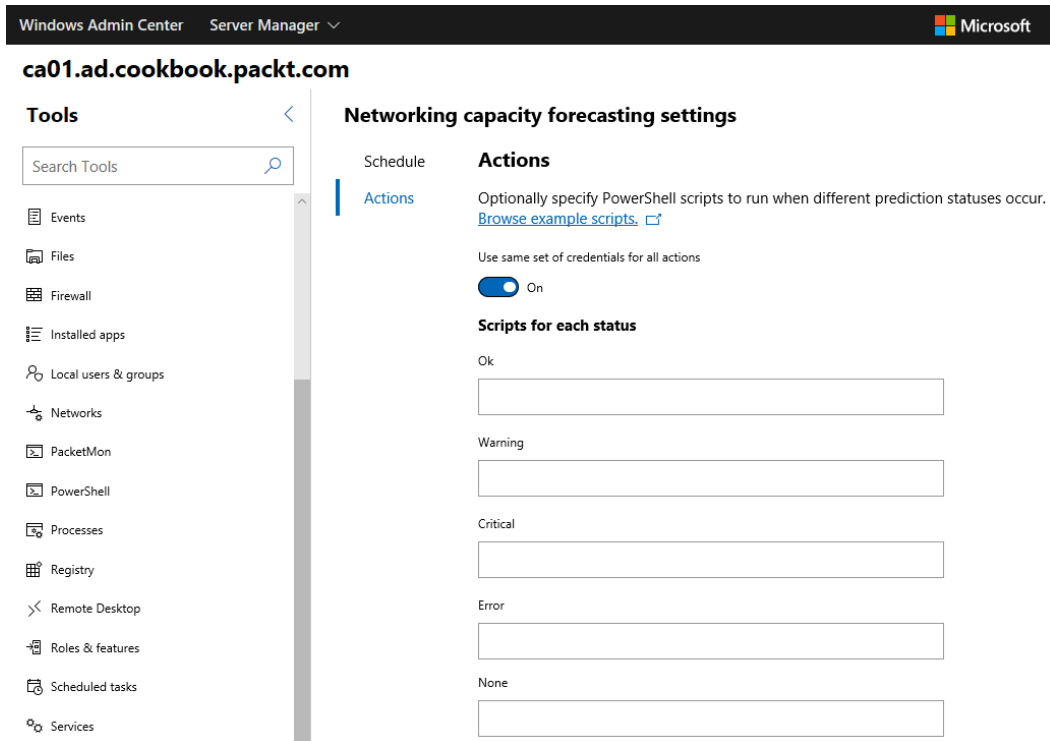 Windows Admin Center Server Manager
Microsoft
ca01.ad.cookbook.packt.com
Tools
Search Tools
Events
Files
Firewall
Installed apps
Local users & groups
Networks
PacketMon
PowerShell
Processes
Registry
Remote Desktop
Roles & features
Scheduled tasks
Services
Networking capacity forecasting settings
Schedule
Actions
Actions
Optionally specify PowerShell scripts to run when different prediction statuses occur.
Browse example scripts.
Use same set of credentials for all actions
On
Scripts for each status
Ok
Warning
Critical
Error
None